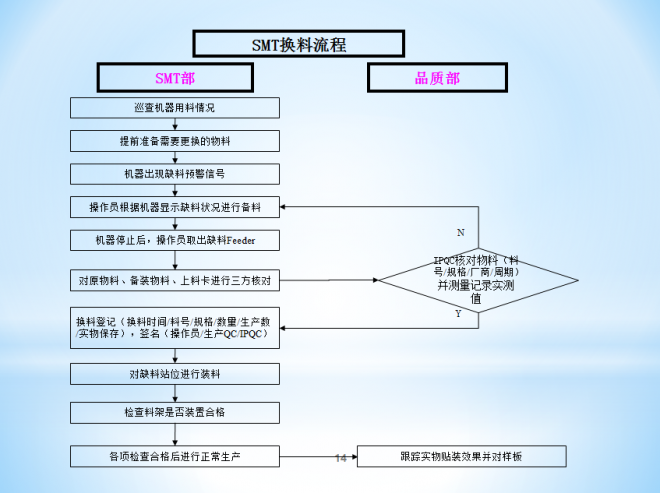 SMT换料流程
SMT部
品质部
巡查机器用料情况
提前准备需要更换的物料
机器出现缺料预警信号
操作员根据机器显示缺料状况进行备料
机器停止后，操作员取出缺料Feeder
对原物料、备装物料、上料卡进行三方核对
N
IPQC核对物料（料
号/规格/厂商/周期）
并测量记录实测
值
Y
换料登记（换料时间/料号/规格/数量/生产数
/实物保存），签名（操作员/生产QC/IPQC）
对缺料站位进行装料
检查料架是否装置合格
各项检查合格后进行正常生产
14
跟踪实物贴装效果并对样板